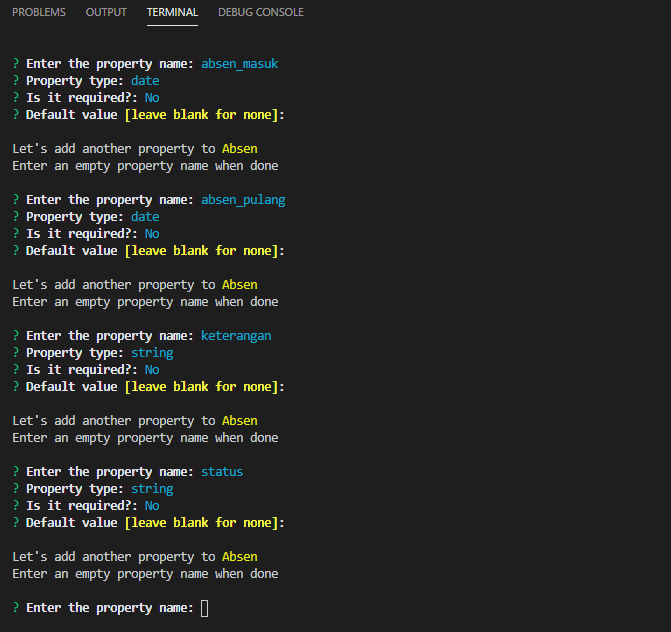 PROBLEMS OUTPUT TERMINAL DEBUG CONSOLE
? Enter the property name: absen_masuk
? Property type: date
? Is it required?: No
? Default value [leave blank for none]:
Let's add another property to Absen
Enter an empty property name when done
? Enter the property name: absen_pulang
? Property type: date
? Is it required?: No
? Default value [leave blank for none]:
Let's add another property to Absen
Enter an empty property name when done
? Enter the property name: keterangan
? Property type: string
? Is it required?: No
? Default value [leave blank for none]:
Let's add another property to Absen
Enter an empty property name when done
? Enter the property name: status
? Property type: string
? Is it required?: No
? Default value [leave blank for none]:
Let's add another property to Absen
Enter an empty property name when done
? Enter the property name: